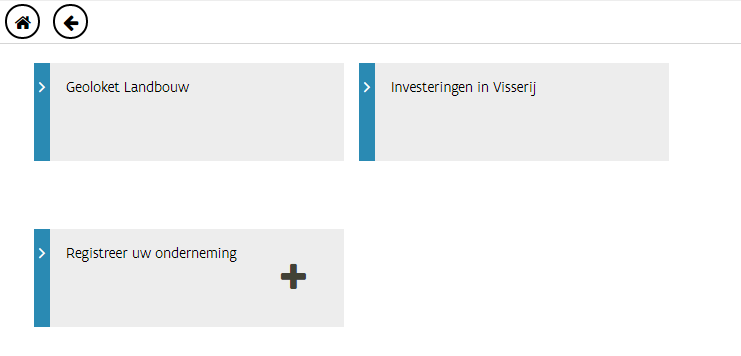 Geoloket Landbouw
Investeringen in Visserij
Registreer uw onderneming